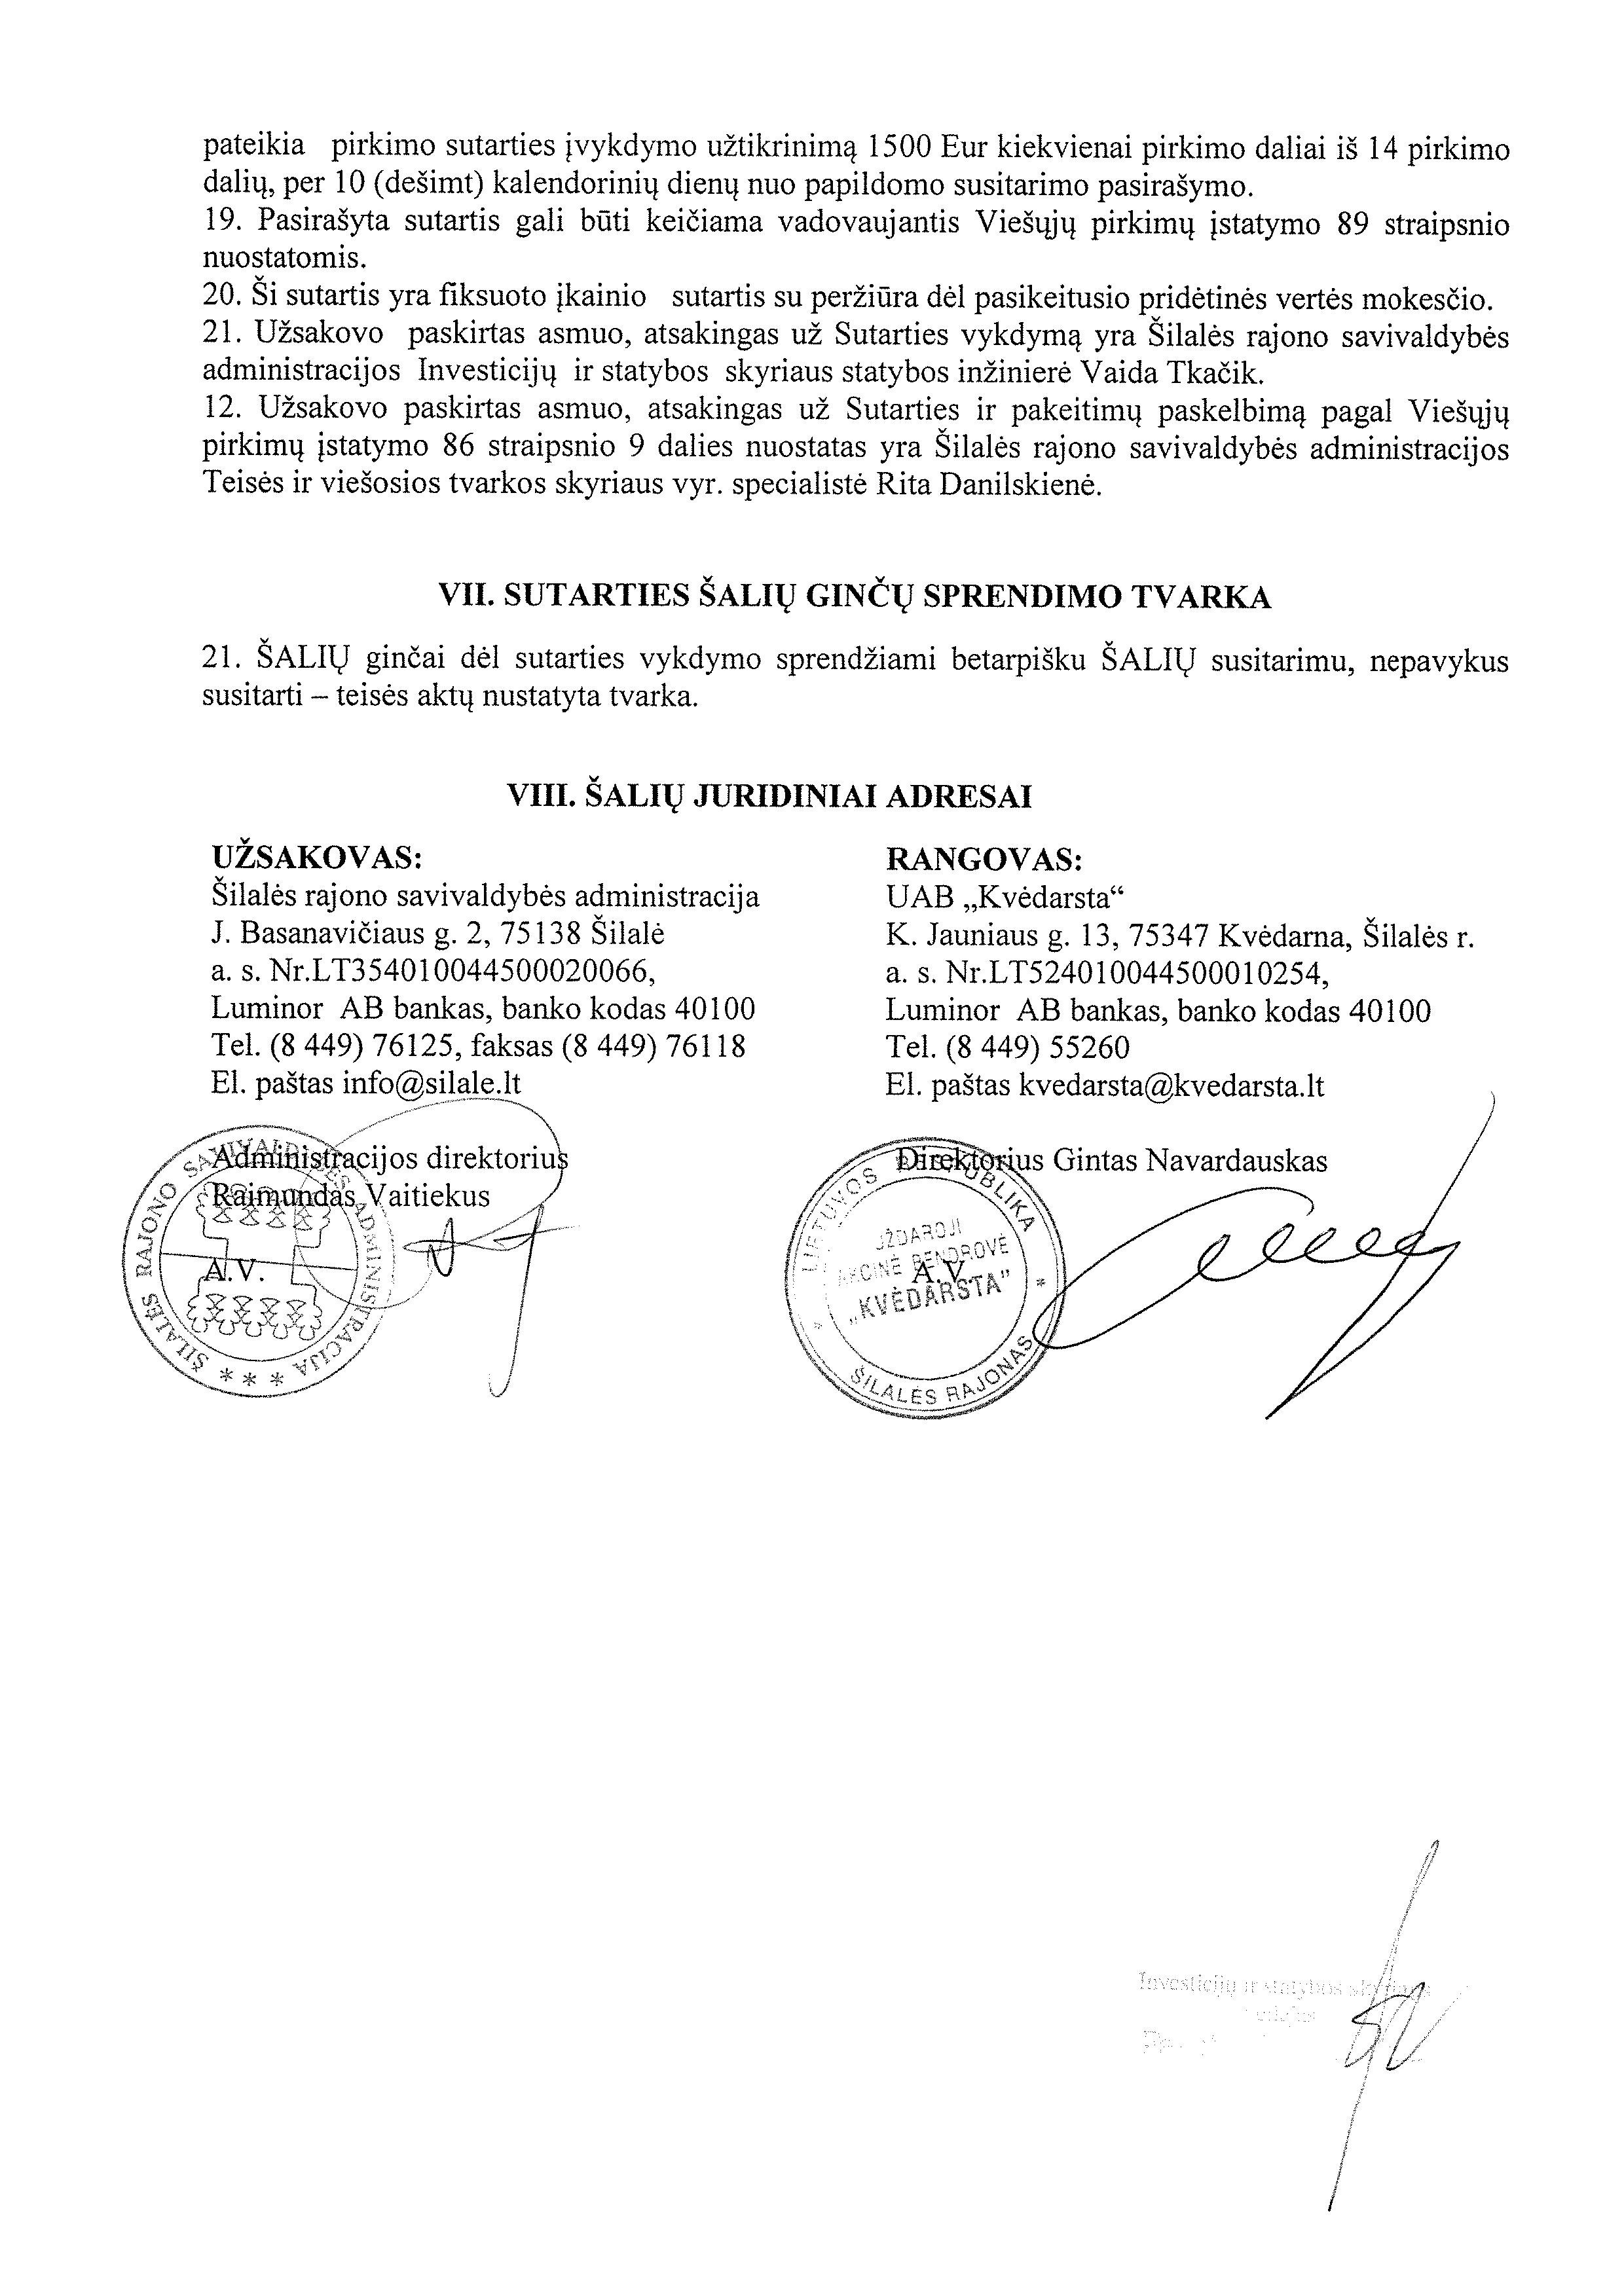 pateikia pirkimo sutarties įvykdymo užtikrinimą 1500 Eur kiekvienai pirkimo daliai iš 14 pirkimo
dalių, per 10 (dešimt) kalendorinių dienų nuo papildomo susitarimo pasirašymo.
19. Pasirašyta sutartis gali būti keičiama vadovaujantis Viešųjų pirkimų įstatymo 89 straipsnio
nuostatomis.
20. Ši sutartis yra fiksuoto įkainio sutartis su peržiūra dėl pasikeitusio pridėtinės vertės mokesčio.
21. Užsakovo paskirtas asmuo, atsakingas už Sutarties vykdymą yra Šilalės rajono savivaldybės
administracijos Investicijų ir statybos skyriaus statybos inžinierė Vaida Tkačik.
12. Užsakovo paskirtas asmuo, atsakingas už Sutarties ir pakeitimų paskelbimą pagal Viešųjų
pirkimų įstatymo 86 straipsnio 9 dalies nuostatas yra Šilalės rajono savivaldybės administracijos
Teisės ir viešosios tvarkos skyriaus vyr. specialistė Rita Danilskienė.
VII. SUTARTIES ŠALIŲ GINČŲ SPRENDIMO TVARKA
21. ŠALIŲ ginčai dėl sutarties vykdymo sprendžiami betarpišku ŠALIŲ susitarimu, nepavykus
susitarti – teisės aktų nustatyta tvarka.
VIII. ŠALIŲ JURIDINIAI ADRESAI
UŽSAKOVAS:
Šilalės rajono savivaldybės administracija
J. Basanavičiaus g. 2, 75138 Šilalė
a. s. Nr.LT354010044500020066,
Luminor AB bankas, banko kodas 40100
Tel. (8 449) 76125, faksas (8 449) 76118
El. paštas info@silale.lt
Administracijos direktorius
Raimundas Vaitiekus
A.V.
ŠILALĖS RAJONO SAVIVALDYBĖS ADMINISTRACIJA * * *
RANGOVAS:
UAB „Kvėdarsta“
K. Jauniaus g. 13, 75347 Kvėdarna, Šilalės r.
a. s. Nr.LT524010044500010254,
Luminor AB bankas, banko kodas 40100
Tel. (8 449) 55260
El. paštas kvedarsta@kvedarsta.lt
Direktorius Gintas Navardauskas
A.V.
LIETUVOS RESPUBLIKA
UŽDAROJI
AKCINĖ BENDROVĖ
„KVĖDARSTA”
* ŠILALĖS RAJONAS *
Investicijų ir statybos skyriaus